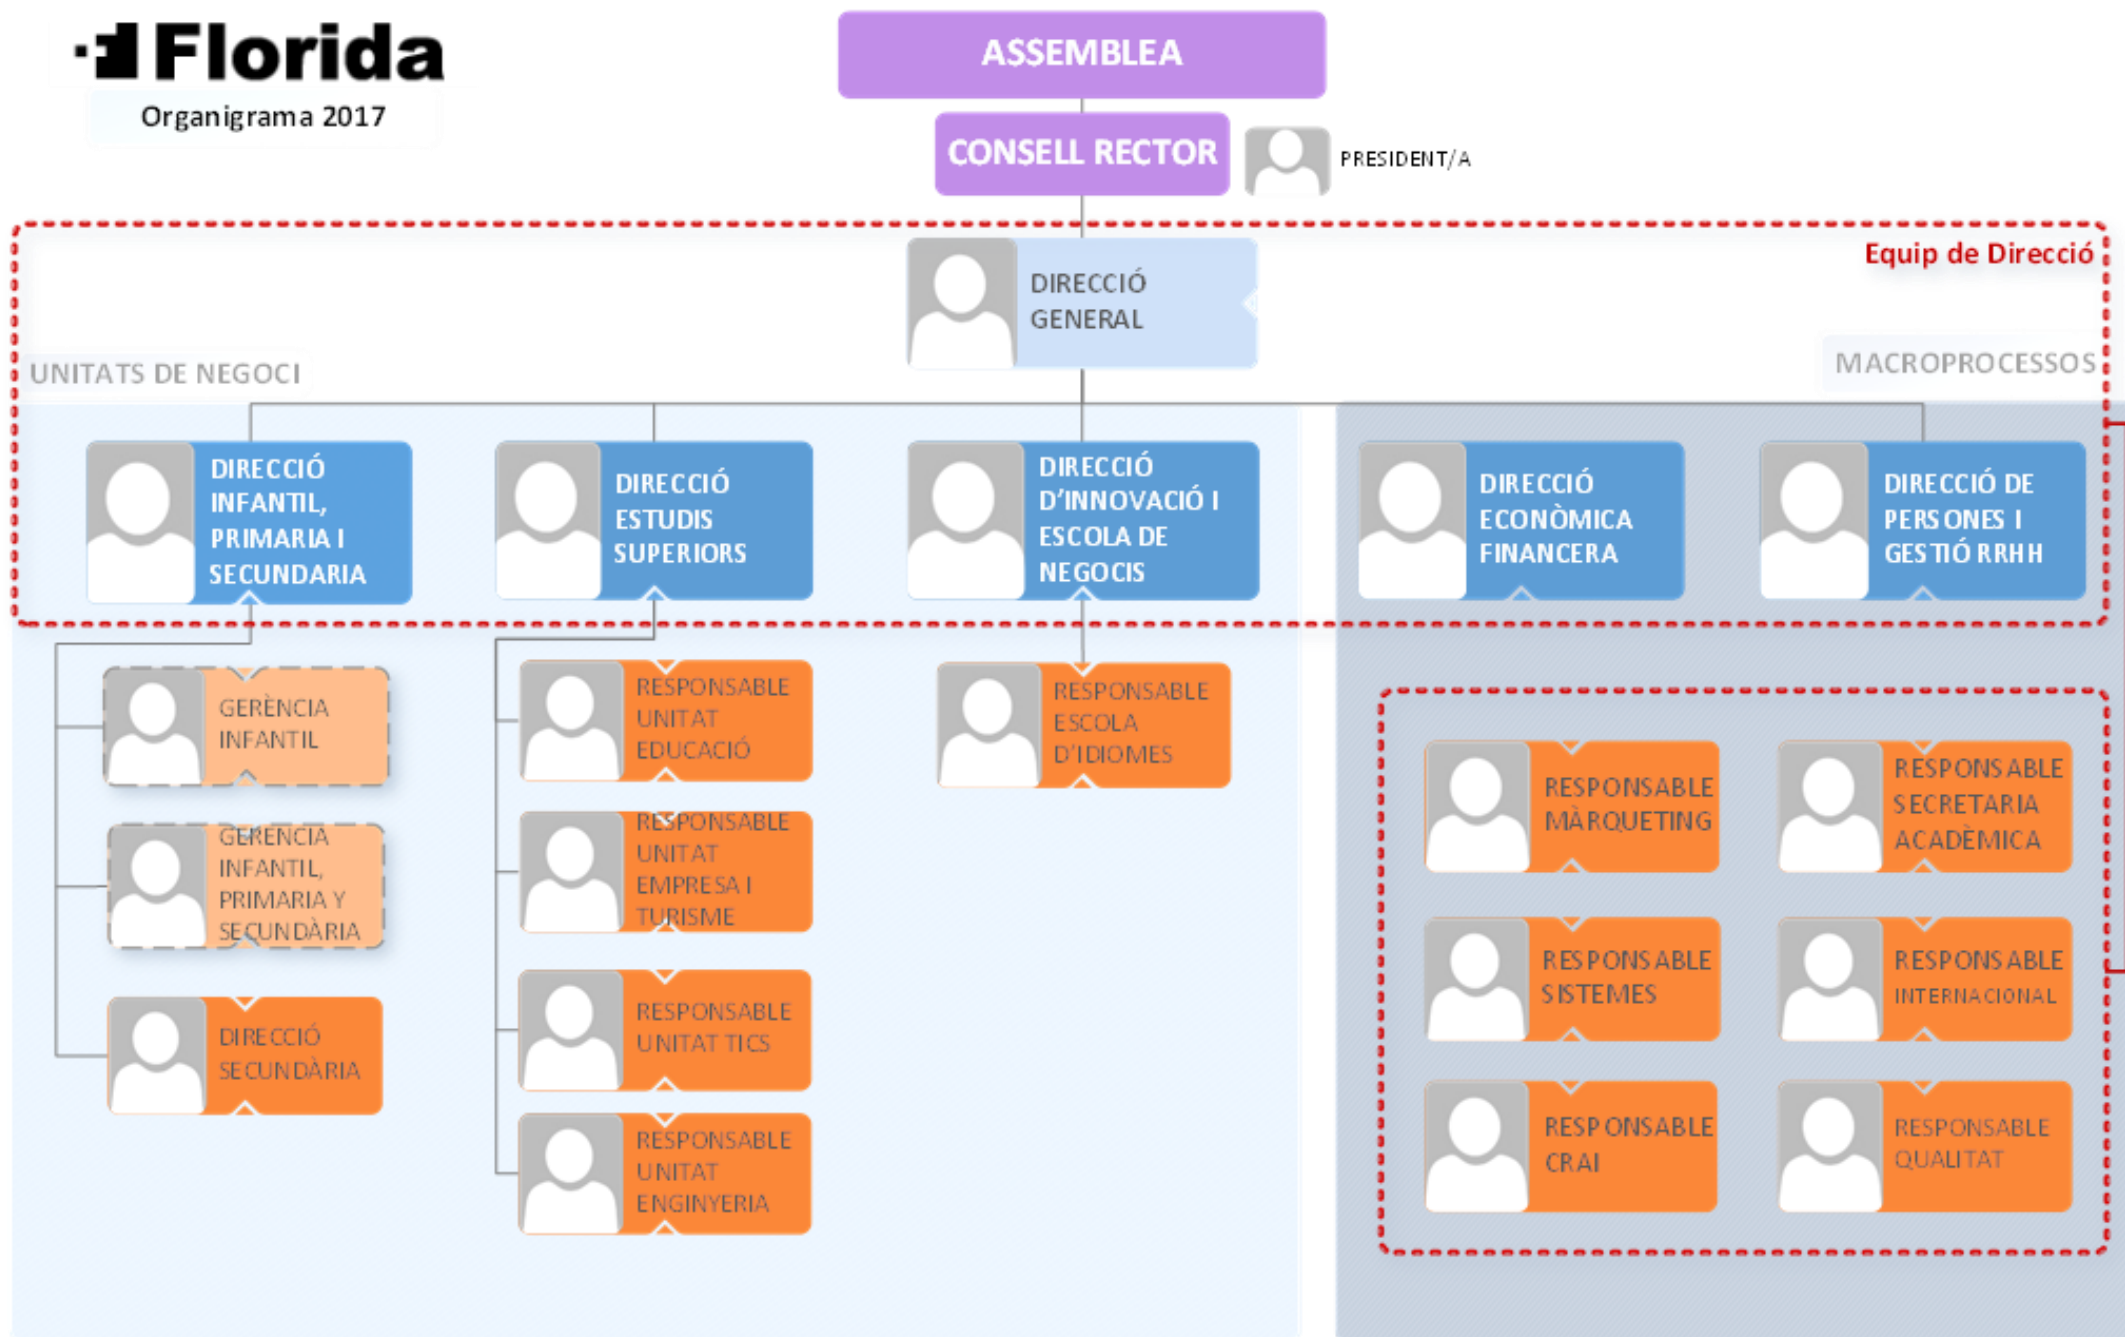 Florida
Organigrama 2017
ASSEMBLEA
CONSELL RECTOR
PRESIDENT/A
Equip de Direcció
DIRECCIÓ
GENERAL
UNITATS DE NEGOCI
MACROPROCESSOS
DIRECCIÓ
INFANTIL,
PRIMARIA I
SECUNDARIA
DIRECCIÓ
ESTUDIS
SUPERIORS
DIRECCIÓ
D'INNOVACIÓ I
ESCOLA DE
NEGOCIS
DIRECCIÓ
ECONÒMICA
FINANCERA
DIRECCIÓ DE
PERSONES I
GESTIÓ RRHH
GERÈNCIA
INFANTIL
GERÈNCIA
INFANTIL,
PRIMARIA Y
SECUNDÀRIA
DIRECCIÓ
SECUNDÀRIA
RESPONSABLE
UNITAT
EDUCACIÓ
RESPONSABLE
UNITAT
EMPRESA I
TURISME
RESPONSABLE
UNITAT TICS
RESPONSABLE
UNITAT
ENGINYERIA
RESPONSABLE
ESCOLA
D'IDIOMES
RESPONSABLE
MÀRQUETING
RESPONSABLE
SECRETARIA
ACADÈMICA
RESPONSABLE
SISTEMES
RESPONSABLE
INTERNACIONAL
RESPONSABLE
CRAI
RESPONSABLE
QUALITAT